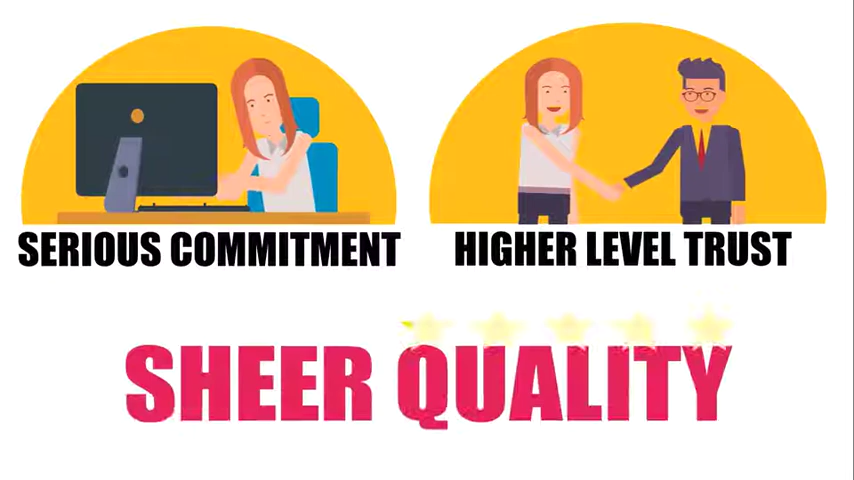 SERIOUS COMMITMENT
HIGHER LEVEL TRUST
SHEER QUALITY